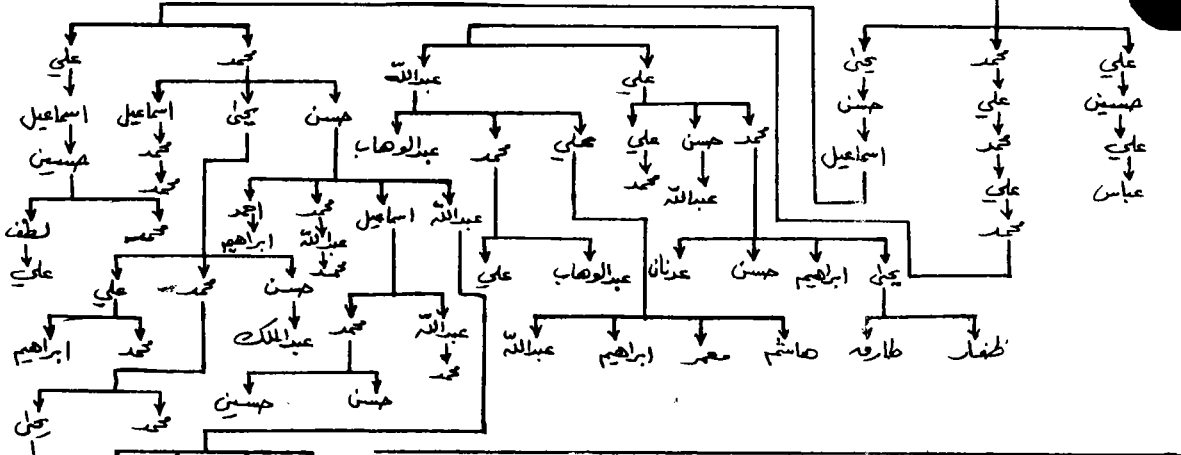 علي محمد يحيى محمد علي
عبدالله علي
اسماعيل اسماعيل يحيى حسن حسن علي حسين
عبدالوهاب محمد علي علي حسن محمد
حسين محمد محمد اسماعيل محمد علي
محمد عبدالله علي عباس
لطف محمد احمد محمد اسماعيل عبدالله محمد
ابراهيم عبدالله
علي علي محمد حسن محمد علي عبدالوهاب عدنان حسن ابراهيم يحيى
ابراهيم محمد عبدالملك محمد عبدالله عبدالله ابراهيم معمر هاشم طارق ظفار
محمد
يحيى محمد حسين حسن